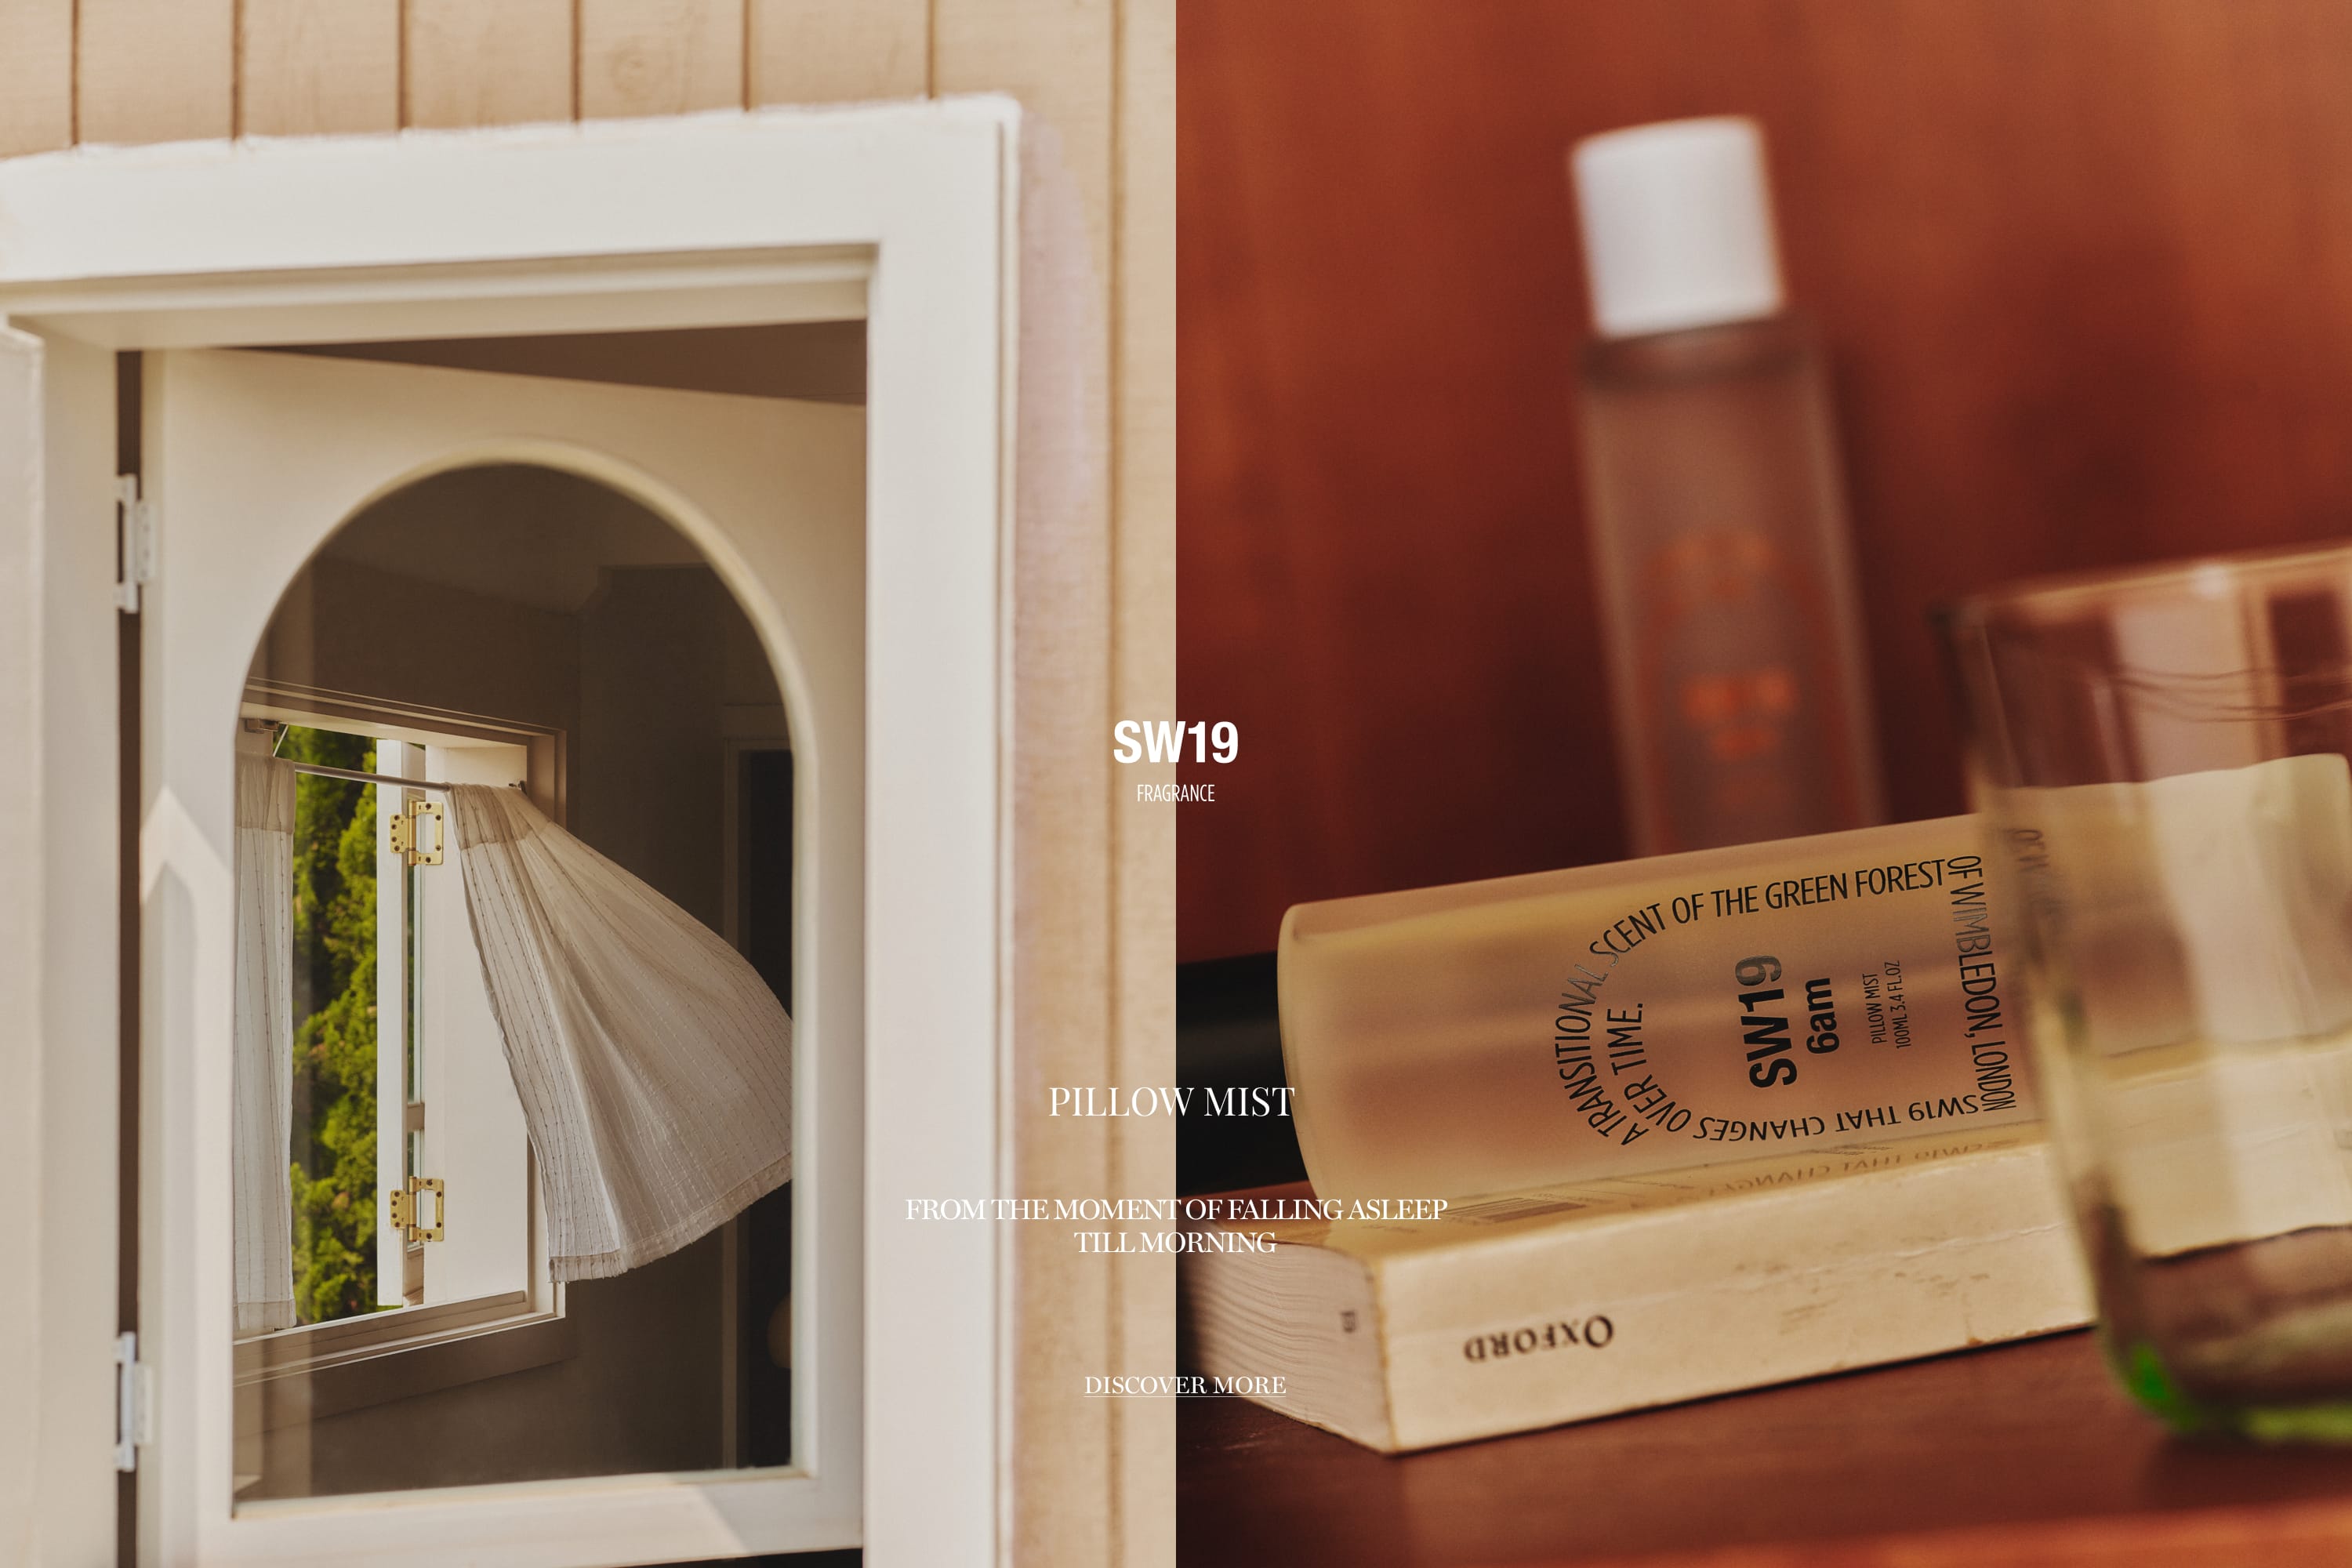 SW19
FRAGRANCE
PILLOW MIST
FROM THE MOMENT OF FALLING ASLEEP
TILL MORNING
DISCOVER MORE
A TRANSITIONAL SCENT OF THE GREEN FOREST
OF WIMBLEDON, LONDON
SW19 THAT CHANGES
OVER TIME.
SW19
6am
PILLOW MIST
100ML 3.4 FL.OZ
OXFORD